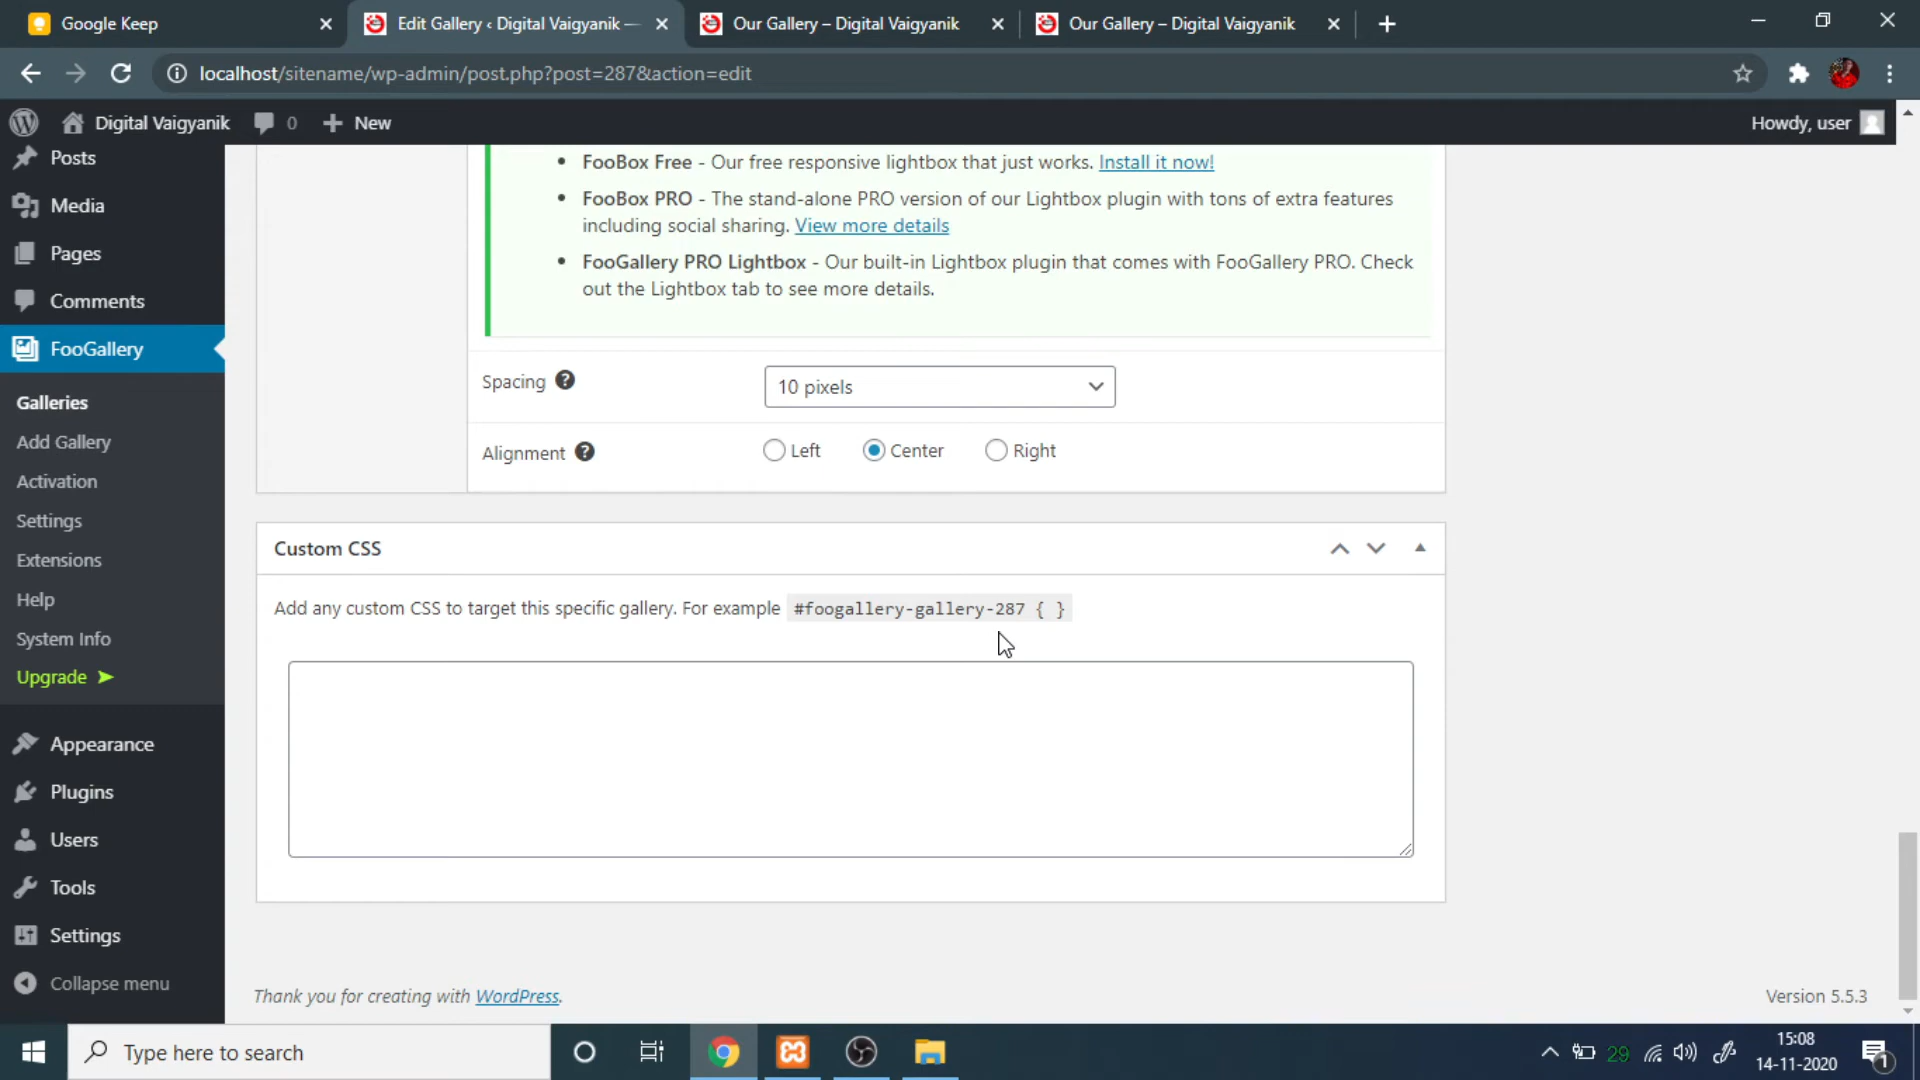 Google Keep
Edit Gallery ‹ Digital Vaigyanik —
Our Gallery – Digital Vaigyanik
Our Gallery – Digital Vaigyanik
localhost/sitename/wp-admin/post.php?post=287&action=edit
Digital Vaigyanik
0
New
Howdy, user
Posts
Media
Pages
Comments
FooGallery
Galleries
Add Gallery
Activation
Settings
Extensions
Help
System Info
Upgrade ➤
Appearance
Plugins
Users
Tools
Settings
Collapse menu
• FooBox Free - Our free responsive lightbox that just works. Install it now!
• FooBox PRO - The stand-alone PRO version of our Lightbox plugin with tons of extra features
including social sharing. View more details
• FooGallery PRO Lightbox - Our built-in Lightbox plugin that comes with FooGallery PRO. Check
out the Lightbox tab to see more details.
Spacing ?
10 pixels
Alignment ?
Left Center Right
Custom CSS
Add any custom CSS to target this specific gallery. For example #foogallery-gallery-287 { }
Thank you for creating with WordPress.
Version 5.5.3
Type here to search
29
15:08
14-11-2020
1